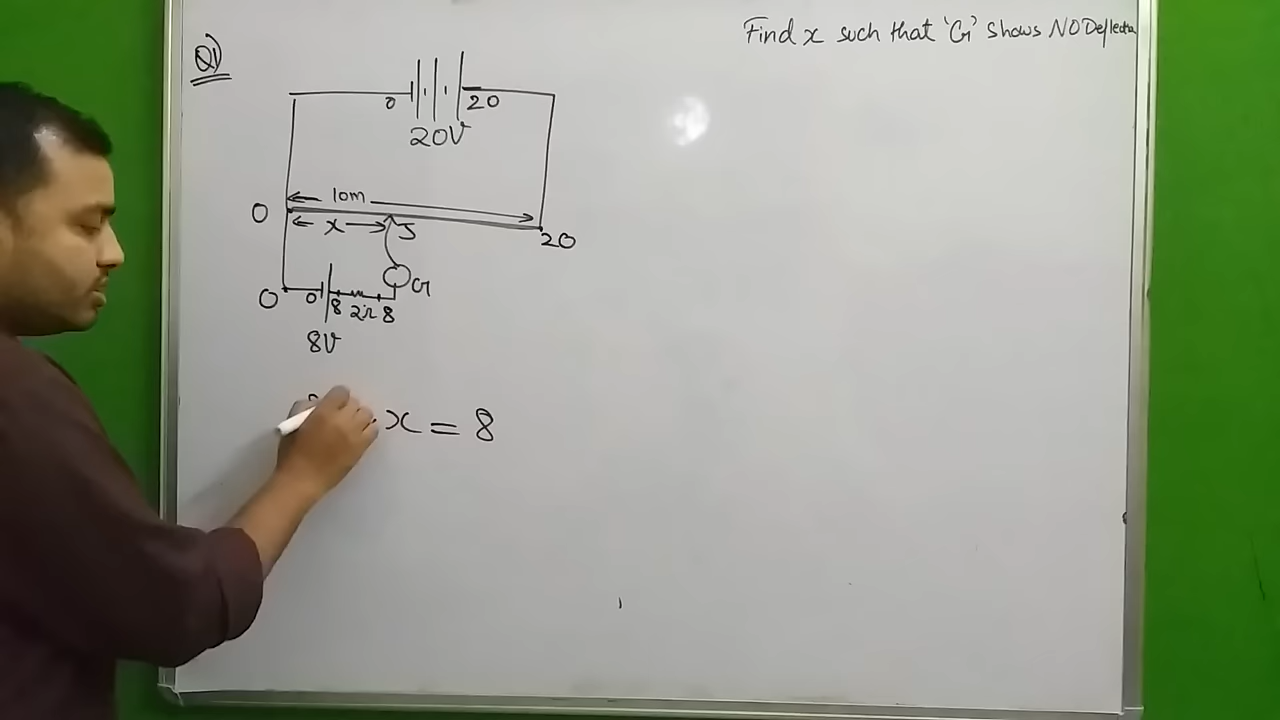 Find x such that 'G' shows NO Deflectio
Q1)
0 20
20V
10m
0 x J
20
G
0 0 8 2r 8
8V
x = 8